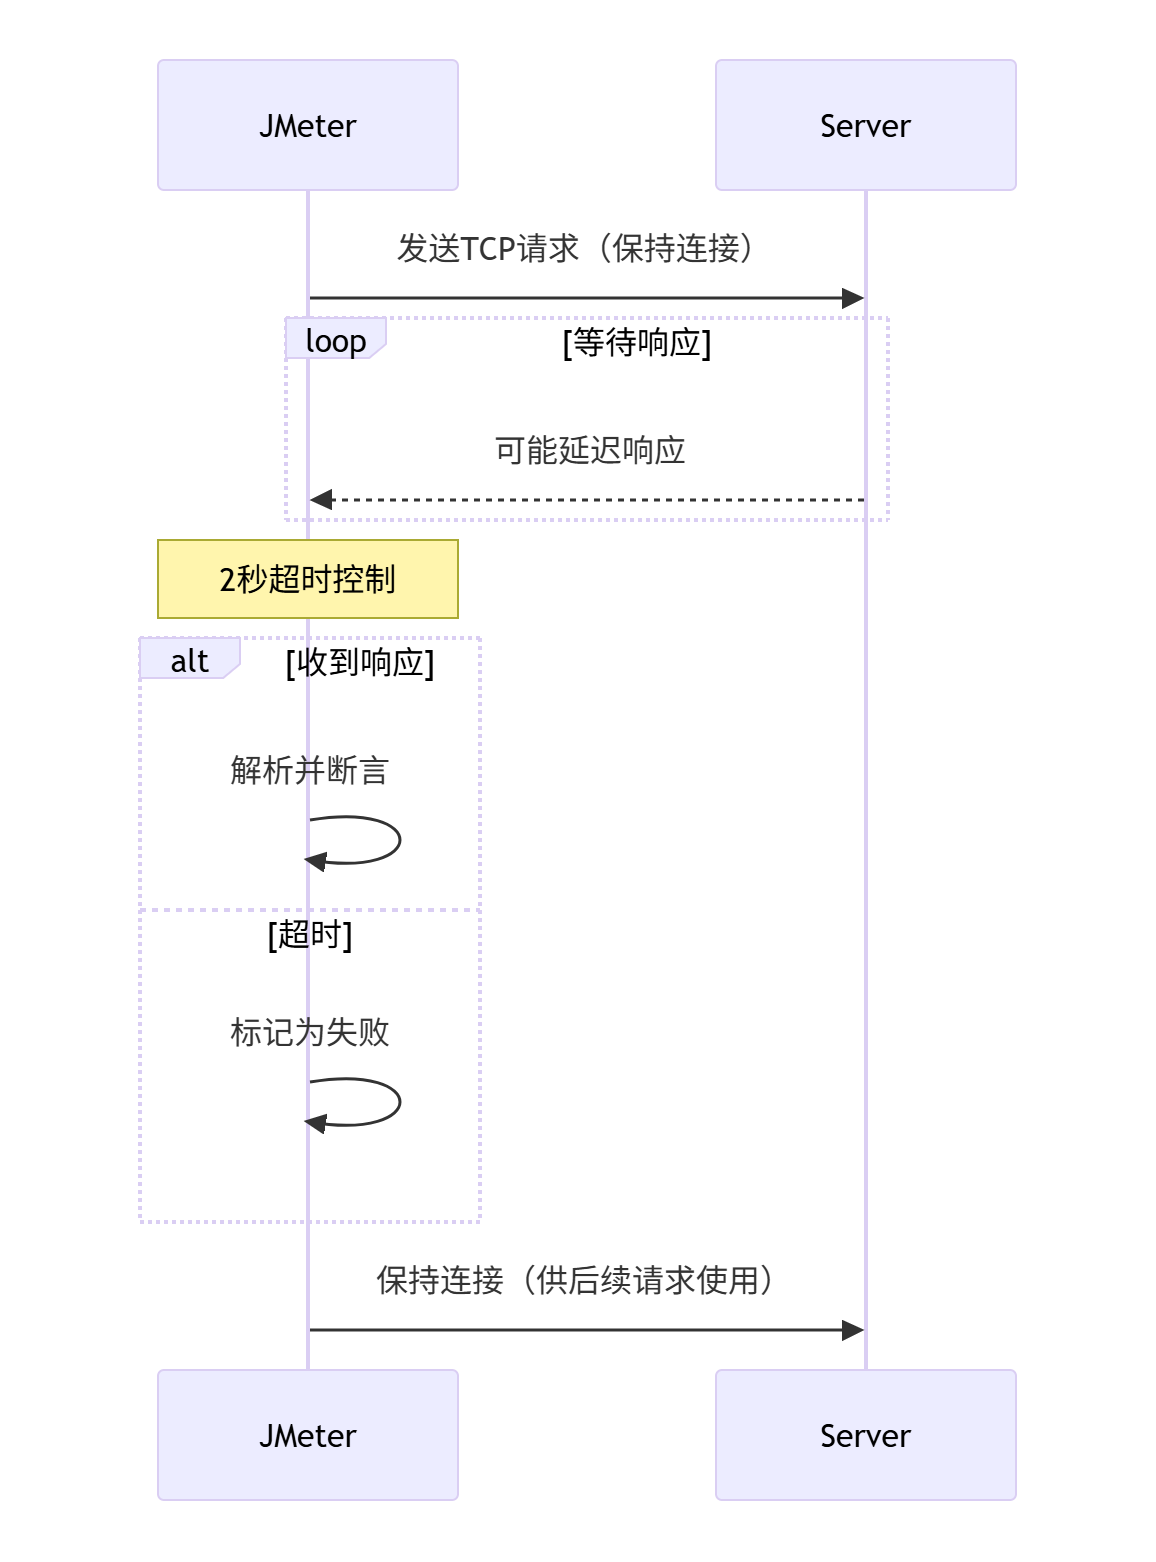 JMeter
Server
发送TCP请求（保持连接）
loop
[等待响应]
可能延迟响应
2秒超时控制
alt
[收到响应]
解析并断言
[超时]
标记为失败
保持连接（供后续请求使用）
JMeter
Server